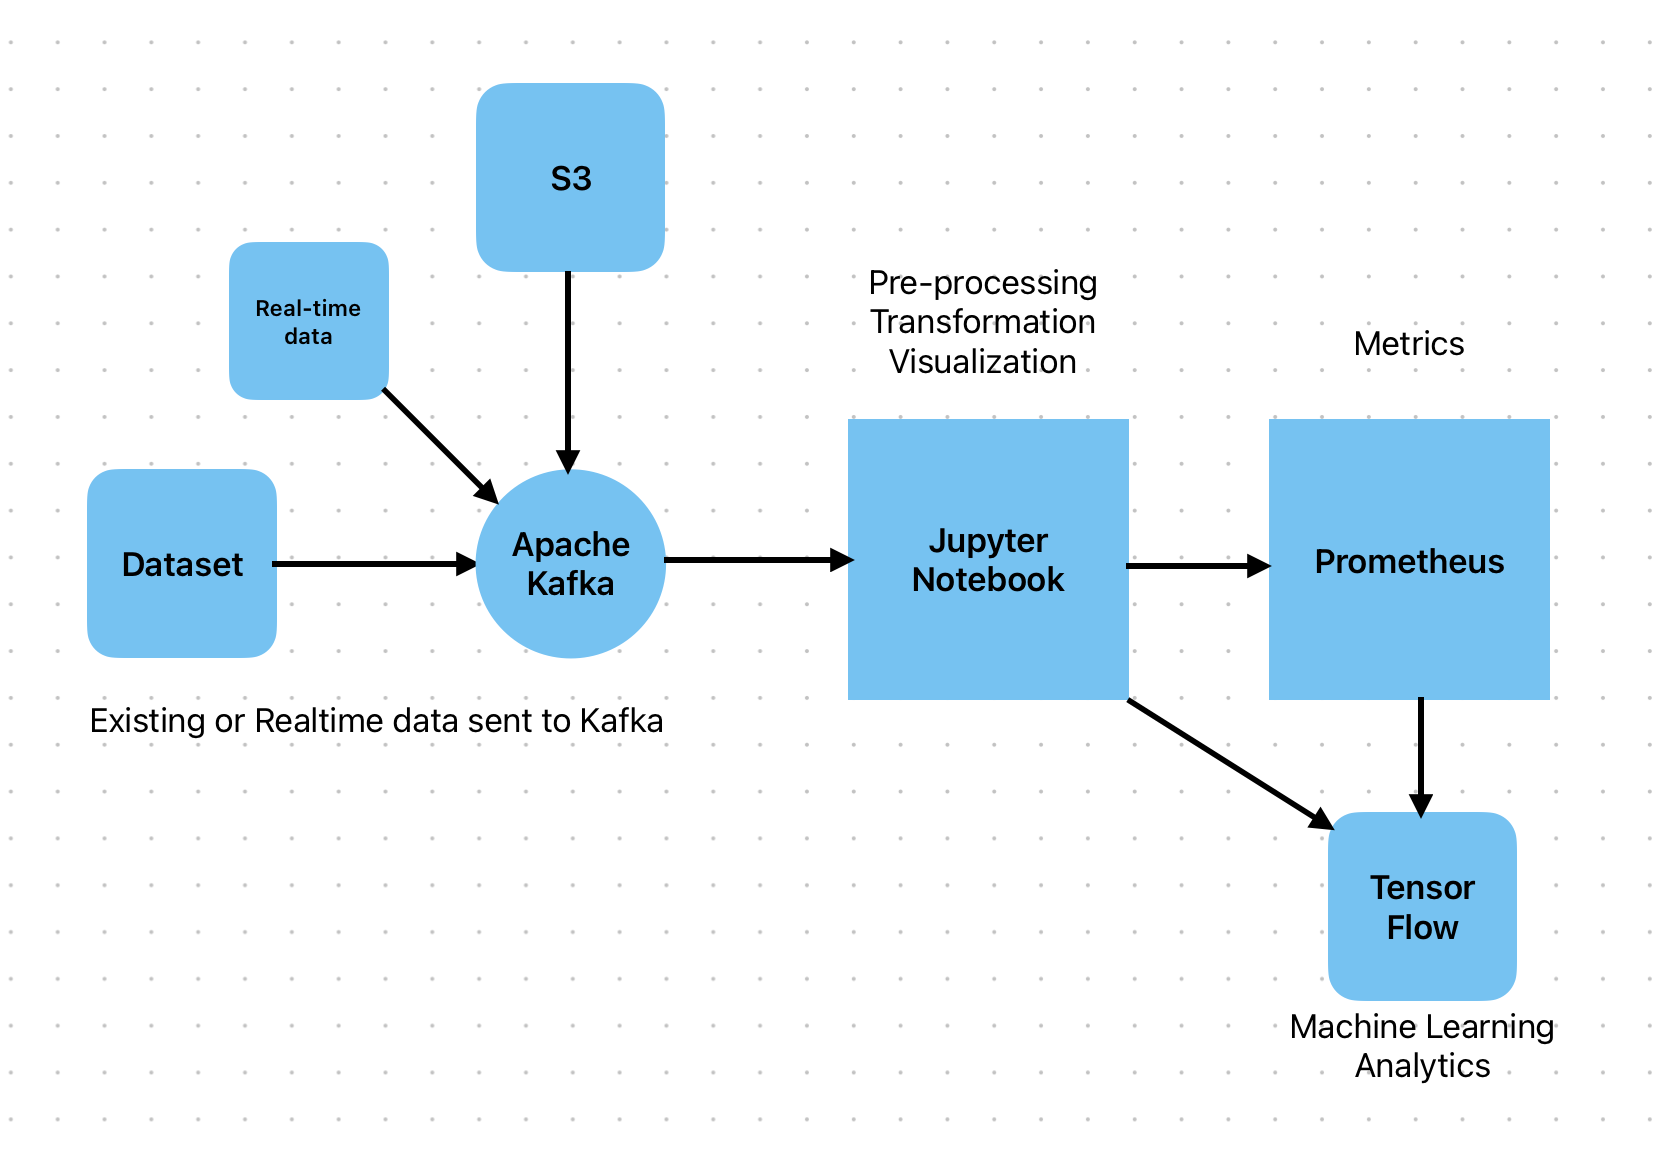 S3
Real-time
data
Pre-processing
Transformation
Visualization
Metrics
Dataset
Apache
Kafka
Jupyter
Notebook
Prometheus
Existing or Realtime data sent to Kafka
Tensor
Flow
Machine Learning
Analytics